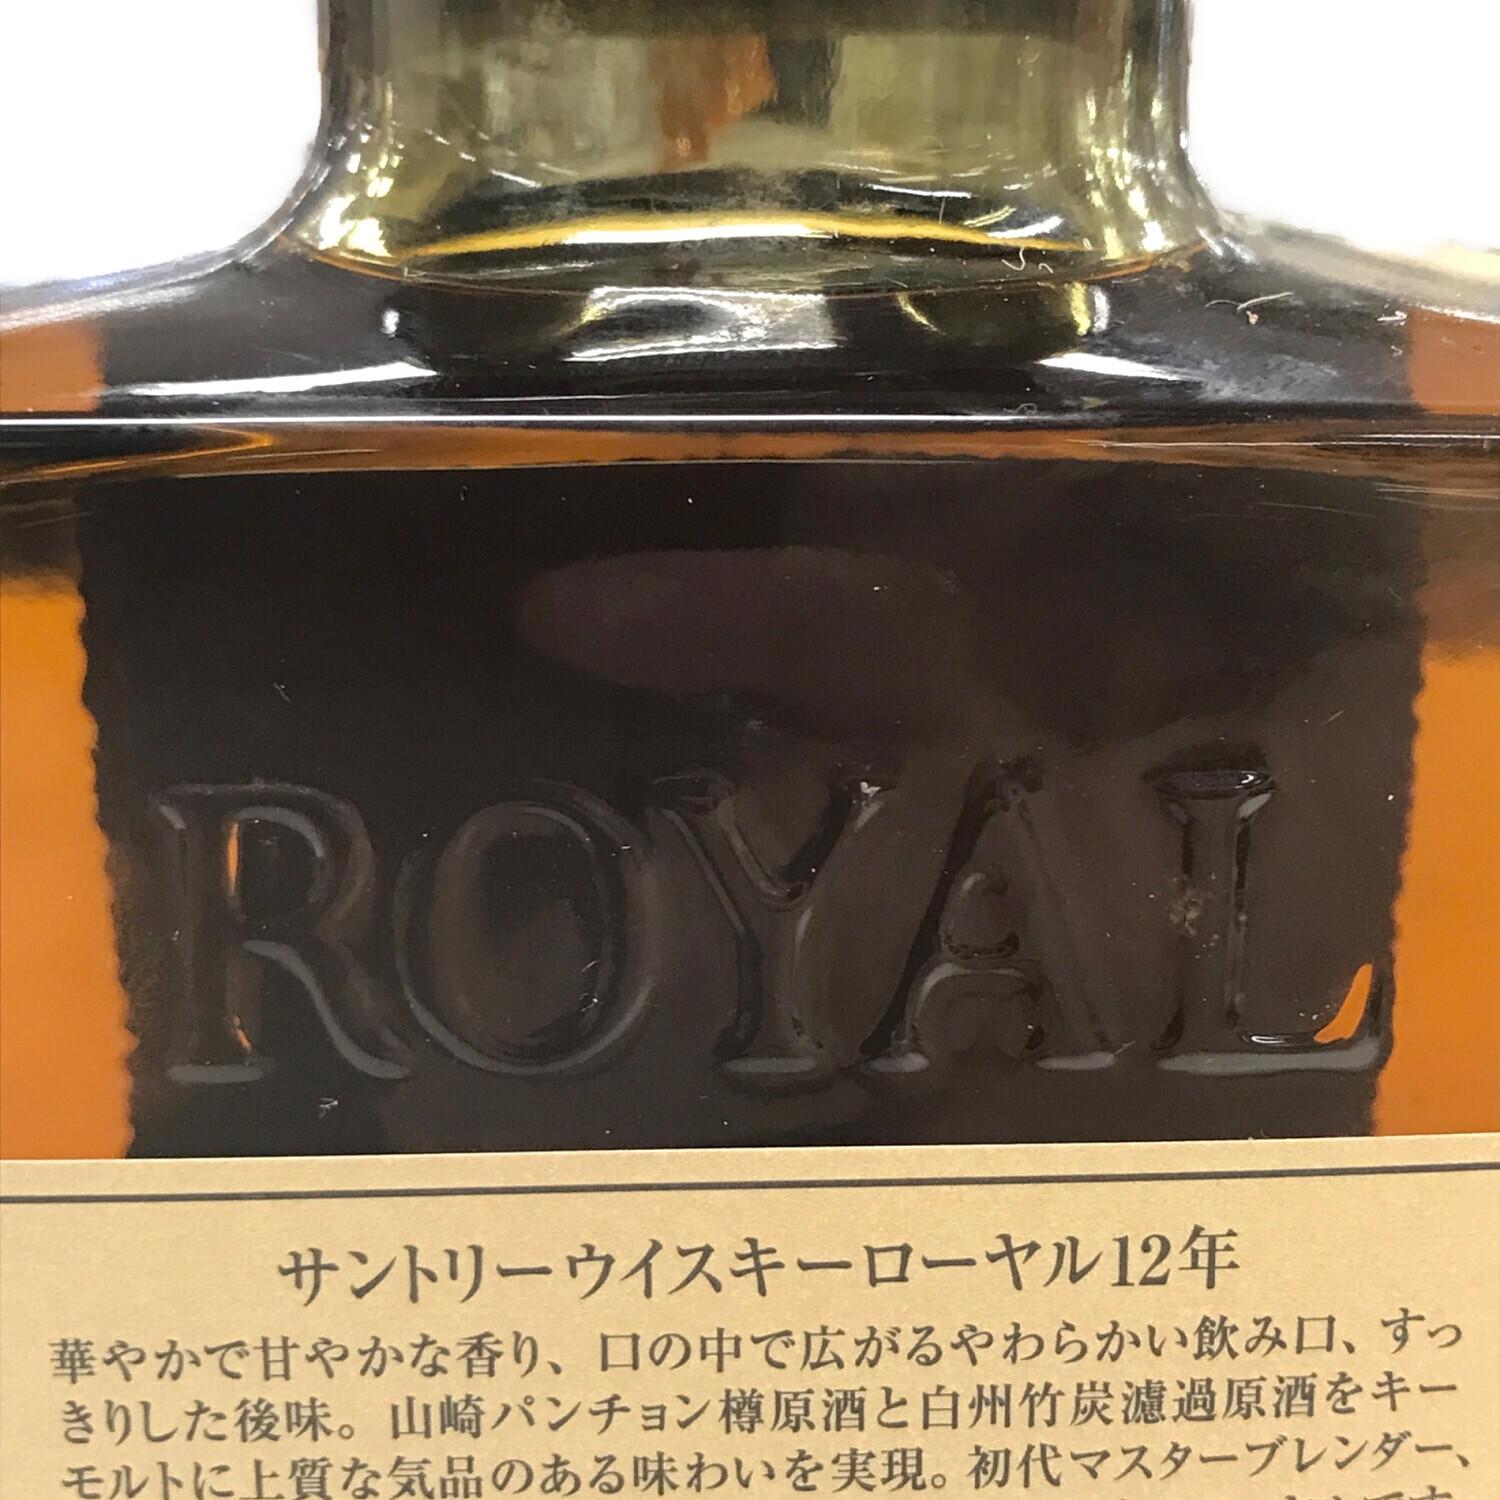 ROYAL
サントリーウイスキーローヤル12年
華やかで甘やかな香り、口の中で広がるやわらかい飲み口、すっ
きりした後味。山崎パンチョン樽原酒と白州竹炭濾過原酒をキー
モルトに上質な気品のある味わいを実現。初代マスターブレンダー、